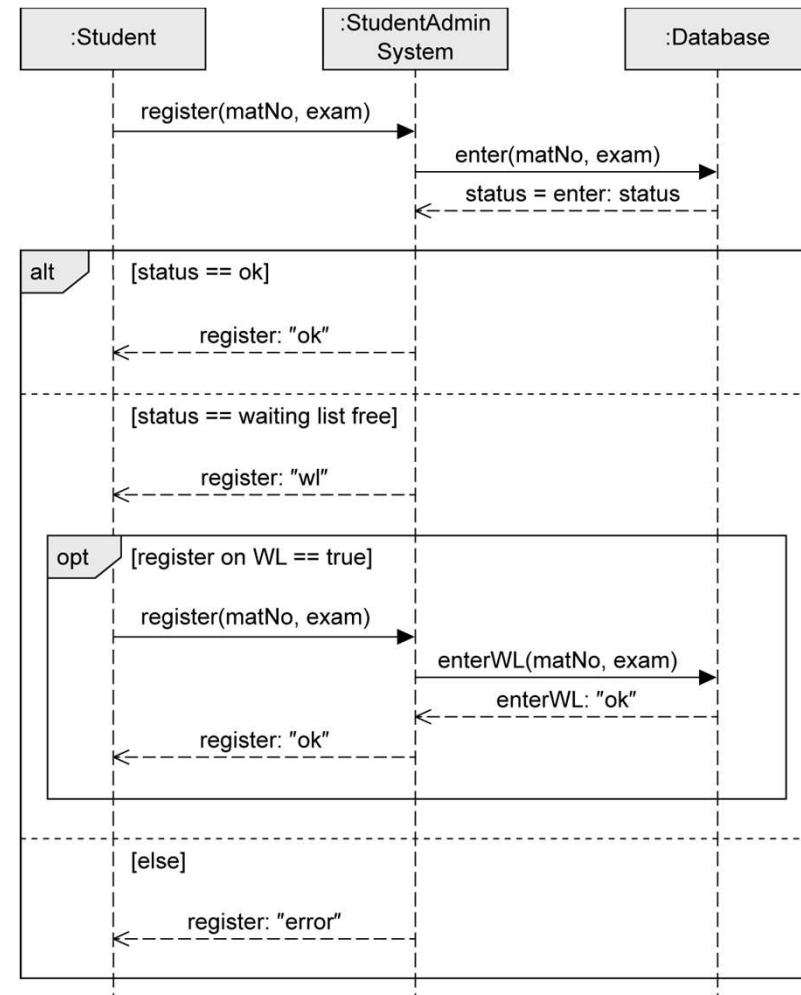 :Student
:StudentAdmin
System
:Database
register(matNo, exam)
enter(matNo, exam)
status = enter: status
alt
[status == ok]
register: "ok"
[status == waiting list free]
register: "wl"
opt
[register on WL == true]
register(matNo, exam)
enterWL(matNo, exam)
enterWL: "ok"
register: "ok"
[else]
register: "error"